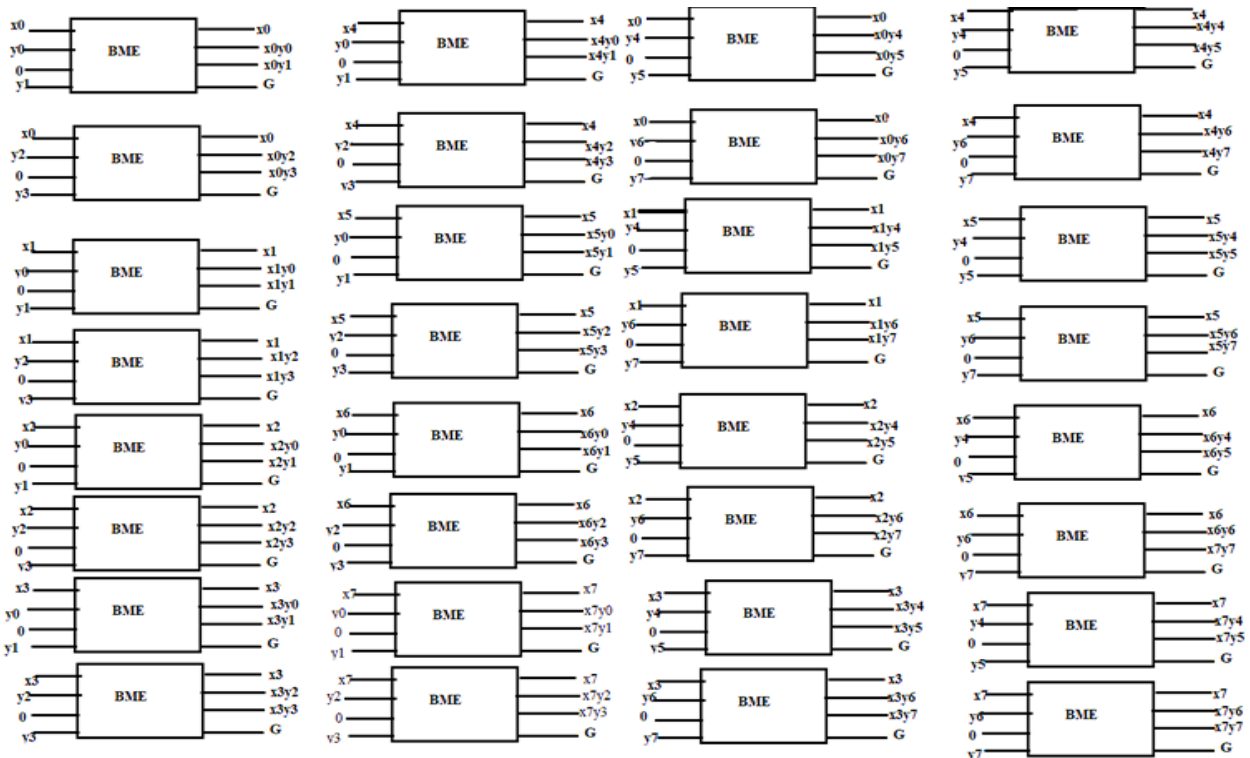 x0 x0
y0 BME x0y0
0 x0y1
y1 G
x0 x0
y2 BME x0y2
0 x0y3
y3 G
x1 x1
v0 BME x1y0
0 x1y1
y1 G
x1 x1
y2 BME x1y2
0 x1y3
v3 G
x2 x2
y0 BME x2y0
0 x2y1
y1 G
x2 x2
y2 BME x2y2
0 x2y3
v3 G
x3 x3
y0 BME x3y0
0 x3y1
y1 G
x3 x3
y2 BME x3y2
0 x3y3
y3 G
x4 x4
y0 BME x4y0
0 x4y1
y1 G
x4 x4
v2 BME x4y2
0 x4y3
v3 G
x5 x5
y0 BME x5y0
0 x5y1
y1 G
x5 x5
v2 BME x5y2
0 x5y3
y3 G
x6 x6
y0 BME x6y0
0 x6y1
y1 G
x6 x6
v2 BME x6y2
0 x6y3
v3 G
x7 x7
v0 BME x7y0
0 x7y1
y1 G
x7 x7
y2 BME x7y2
0 x7y3
y3 G
x0 x0
y4 BME x0y4
0 x0y5
y5 G
x0 x0
v6 BME x0y6
0 x0y7
y7 G
x1 x1
y4 BME x1y4
0 x1y5
y5 G
x1 x1
y6 BME x1y6
0 x1y7
y7 G
x2 x2
y4 BME x2y4
0 x2y5
y5 G
x2 x2
y6 BME x2y6
0 x2y7
y7 G
x3 x3
y4 BME x3y4
0 x3y5
y5 G
x3 x3
y6 BME x3y6
0 x3y7
y7 G
x4 x4
y4 BME x4y4
0 x4y5
y5 G
x4 x4
y6 BME x4y6
0 x4y7
y7 G
x5 x5
y4 BME x5y4
0 x5y5
y5 G
x5 x5
y6 BME x5y6
0 x5y7
y7 G
x6 x6
y4 BME x6y4
0 x6y5
v5 G
x6 x6
y6 BME x6y6
0 x7y7
v7 G
x7 x7
y4 BME x7y4
0 x7y5
y5 G
x7 x7
y6 BME x7y6
0 x7y7
y7 G